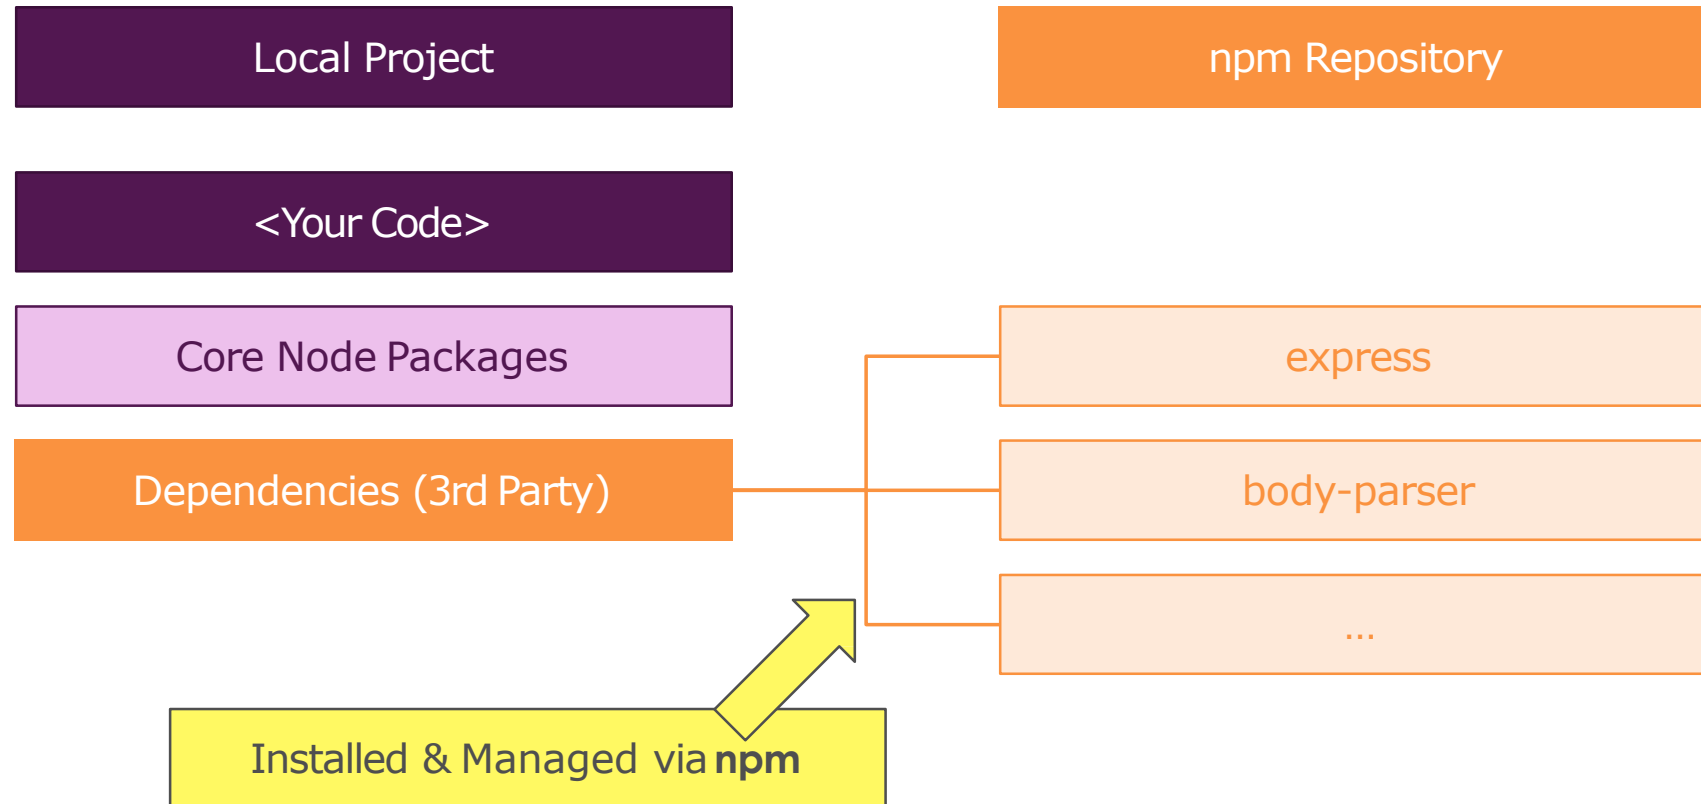 Local Project
npm Repository
<Your Code>
Core Node Packages
express
Dependencies (3rd Party)
body-parser
...
Installed & Managed via npm